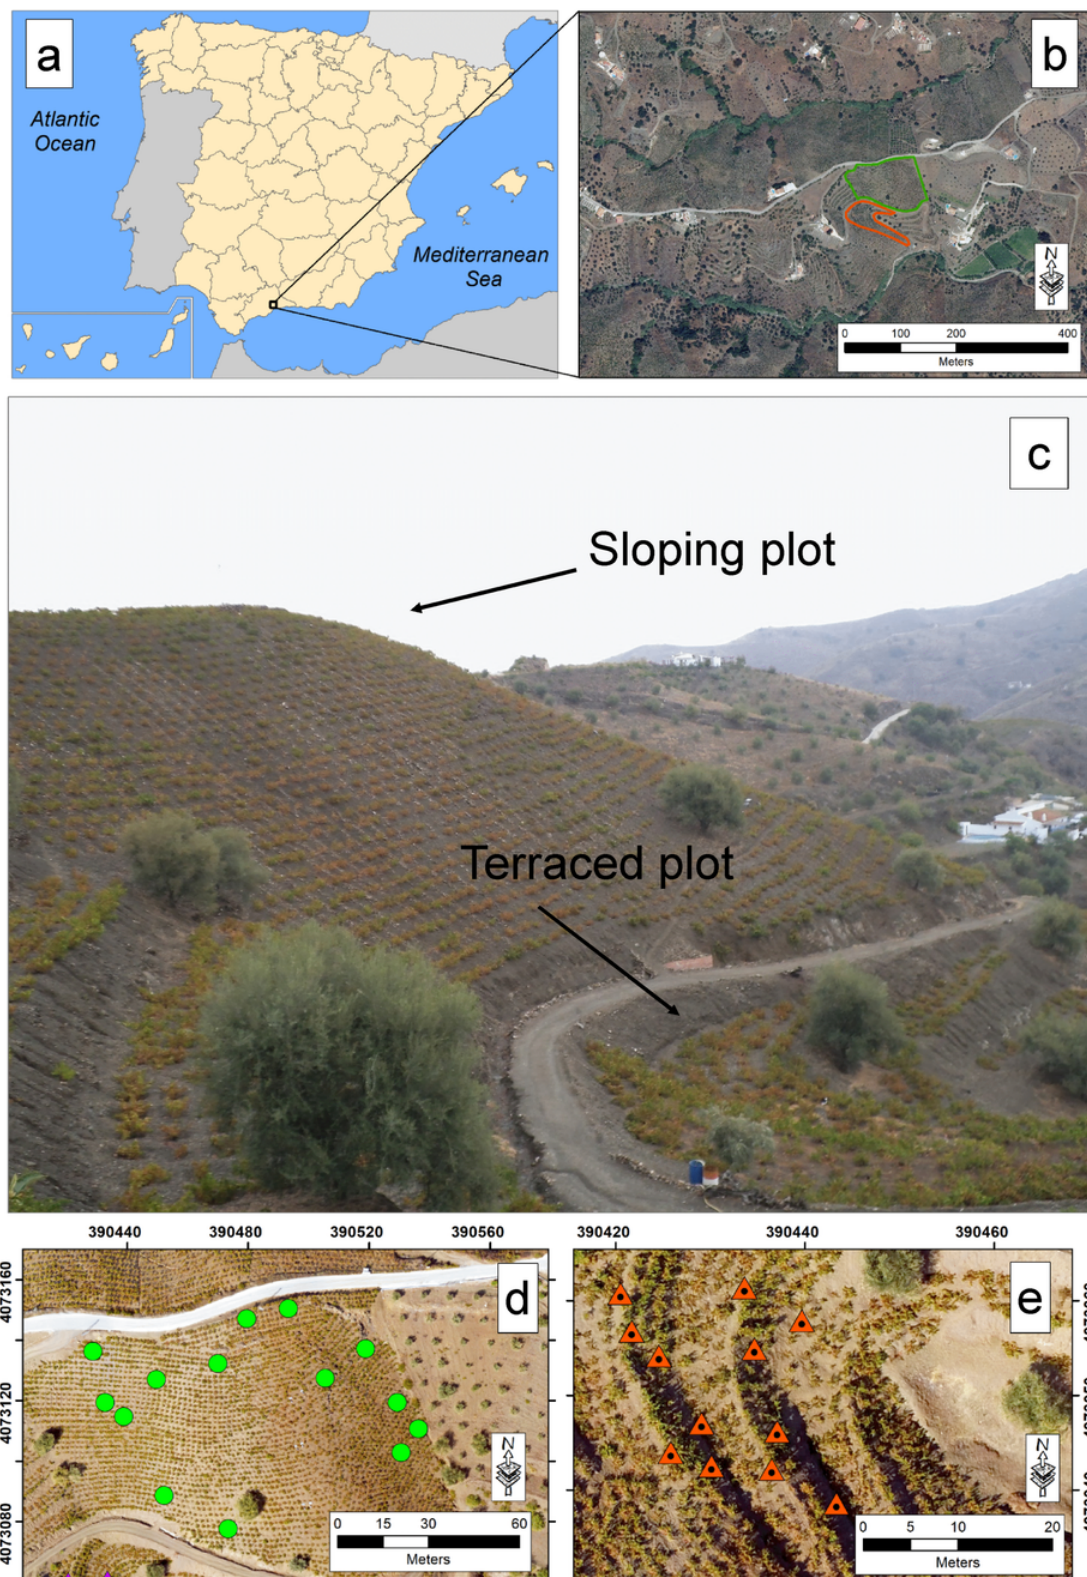 a
Atlantic
Ocean
Mediterranean
Sea
b
N
0 100 200 400
Meters
c
Sloping plot
Terraced plot
390440 390480 390520 390560
4073160
4073120
4073080
d
N
0 15 30 60
Meters
390420 390440 390460
e
N
0 5 10 20
Meters